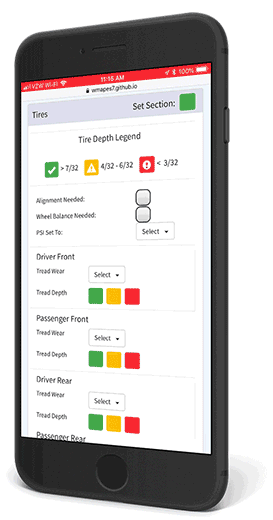 VZW Wi-Fi 11:15 AM 100%
wmapes7.github.io
Tires Set Section:
Tire Depth Legend
> 7/32 4/32 - 6/32 < 3/32
Alignment Needed:
Wheel Balance Needed:
PSI Set To: Select
Driver Front
Tread Wear Select
Tread Depth
Passenger Front
Tread Wear Select
Tread Depth
Driver Rear
Tread Wear Select
Tread Depth
Passenger Rear